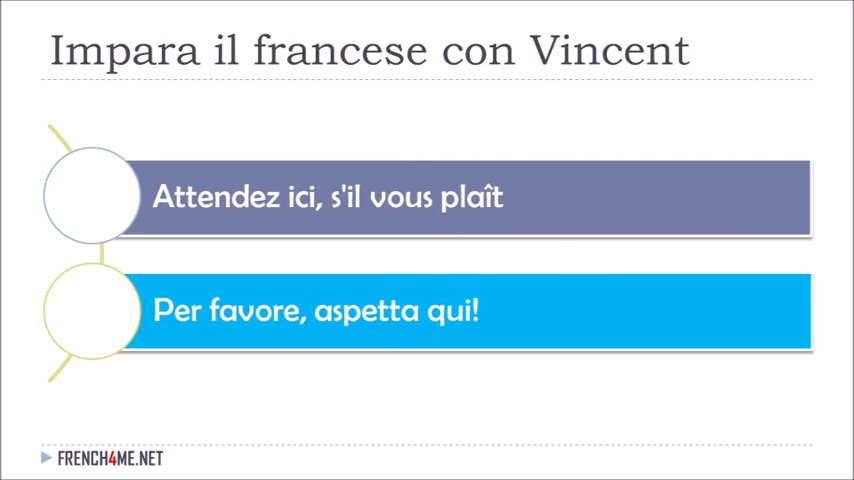 Impara il francese con Vincent
Attendez ici, s'il vous plaît
Per favore, aspetta qui!
FRENCH4ME.NET